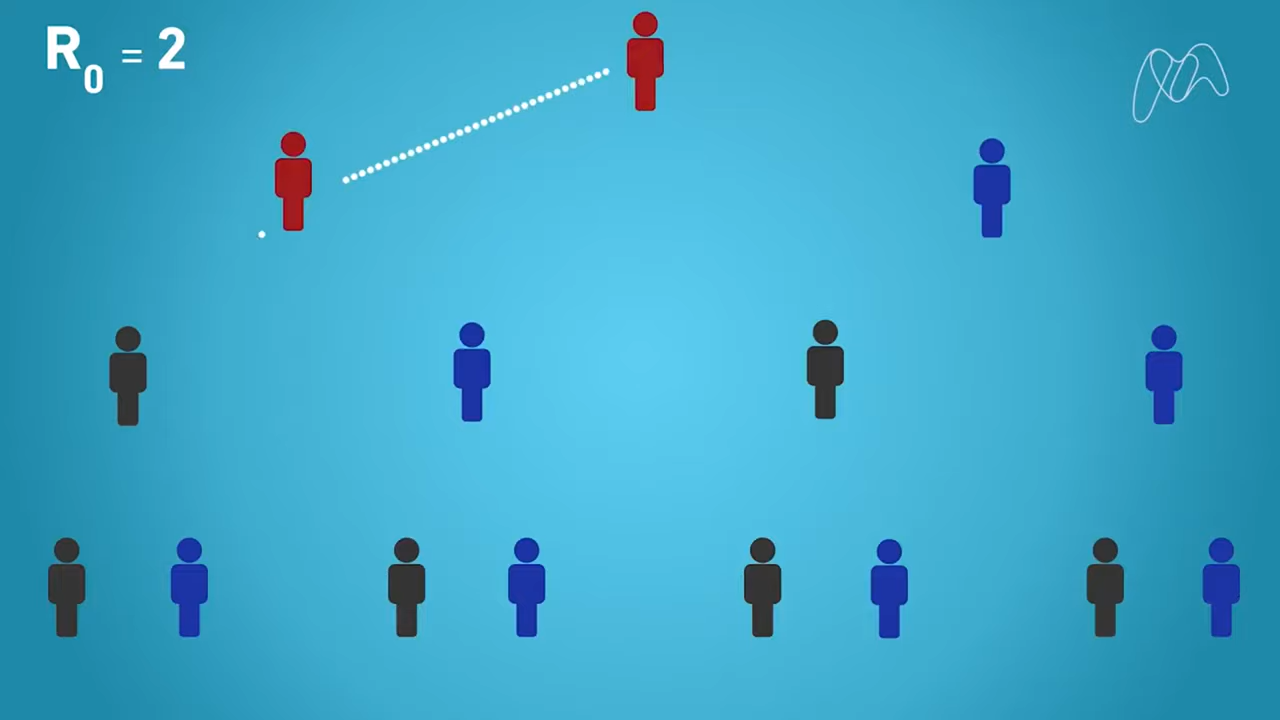 R₀ = 2